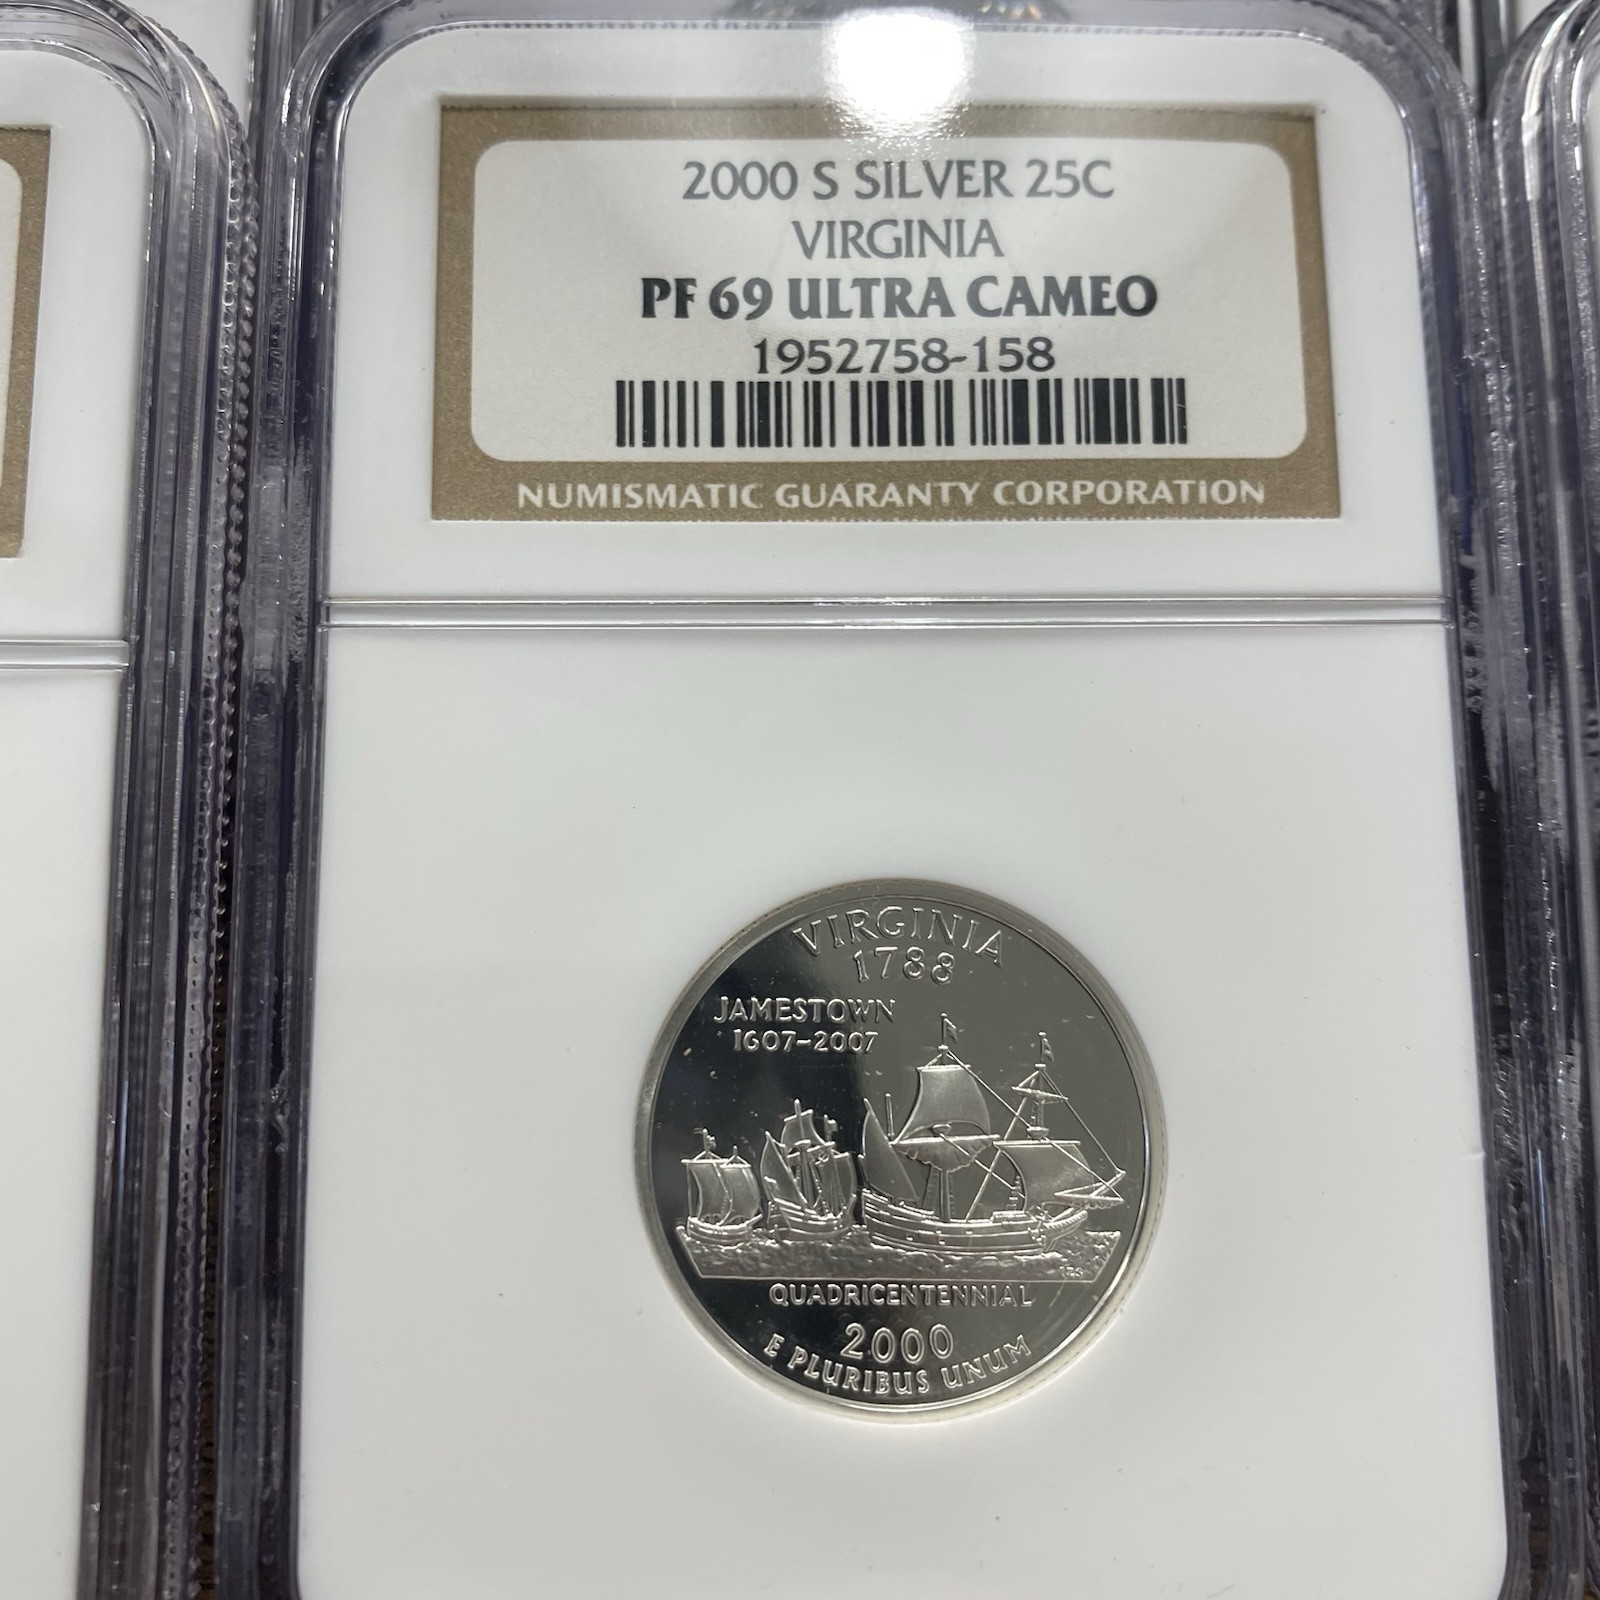 2000 S SILVER 25C
VIRGINIA
PF 69 ULTRA CAMEO
1952758-158
NUMISMATIC GUARANTY CORPORATION
VIRGINIA
1788
JAMESTOWN
1607-2007
QUADRICENTENNIAL
2000
E PLURIBUS UNUM